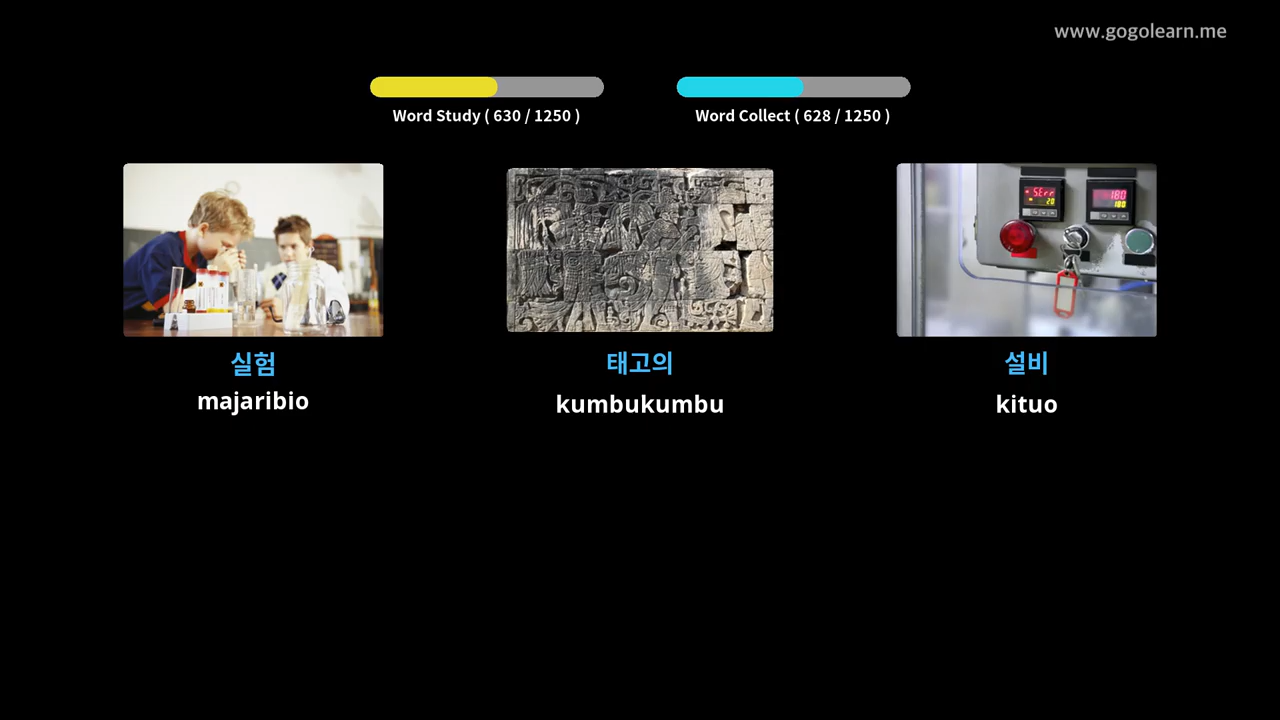 www.gogolearn.me
Word Study ( 630 / 1250 )
Word Collect ( 628 / 1250 )
실험
majaribio
태고의
kumbukumbu
설비
kituo